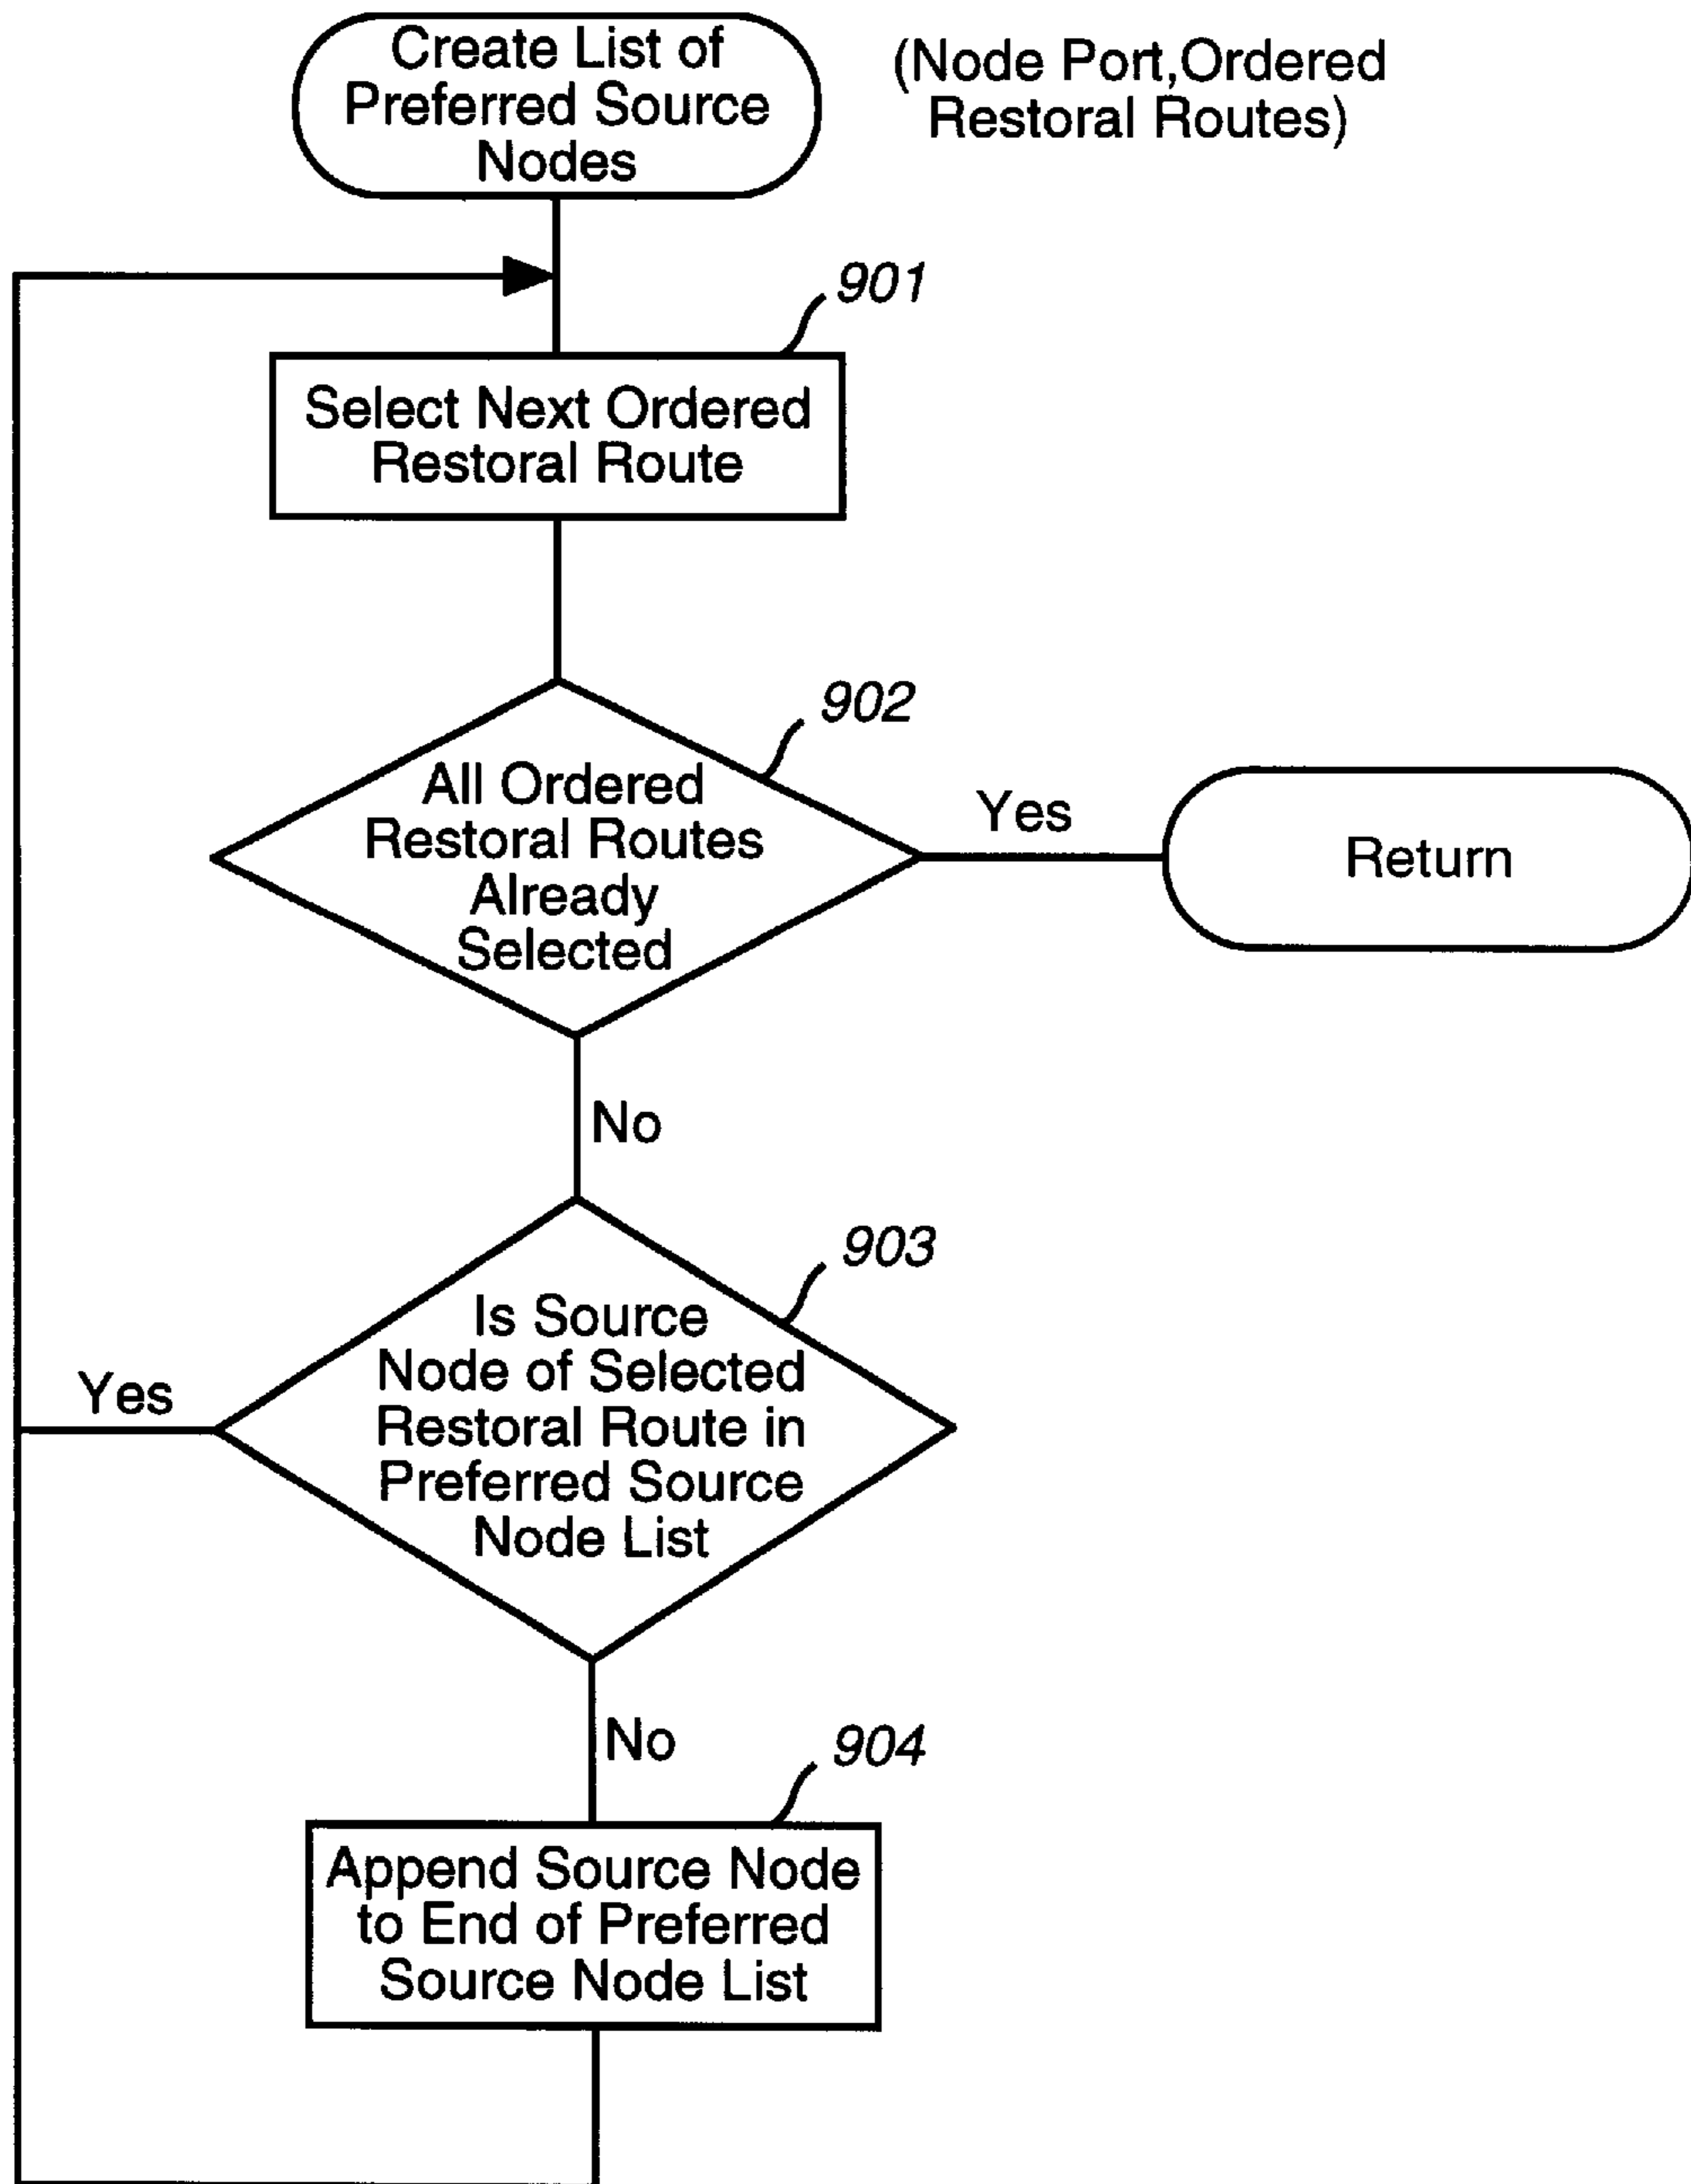 Create List of
Preferred Source
Nodes
(Node Port,Ordered
Restoral Routes)
901
Select Next Ordered
Restoral Route
902
All Ordered
Restoral Routes
Already
Selected
Yes
Return
No
903
Is Source
Node of Selected
Restoral Route in
Preferred Source
Node List
Yes
No
904
Append Source Node
to End of Preferred
Source Node List